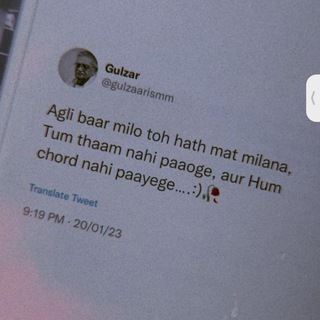 Gulzar
@gulzaarismm
Agli baar milo toh hath mat milana,
Tum thaam nahi paaoge, aur Hum
chord nahi paayege....:)🥀
Translate Tweet
9:19 PM · 20/01/23